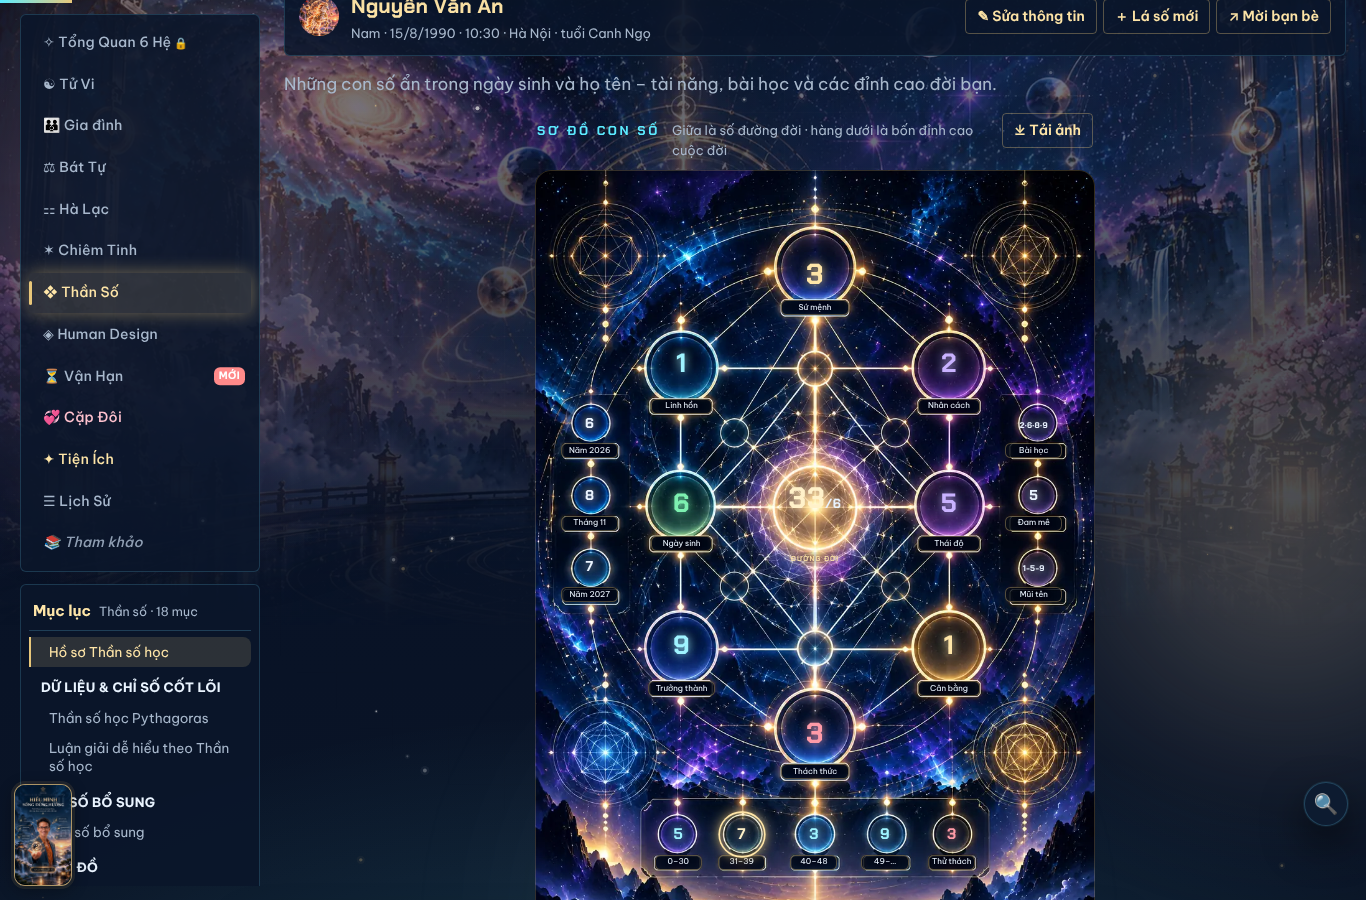 Nguyễn Văn An
Nam · 15/8/1990 · 10:30 · Hà Nội · tuổi Canh Ngọ
✎ Sửa thông tin
+ Lá số mới
↗ Mời bạn bè
✧ Tổng Quan 6 Hệ 🔒
☯ Tử Vi
👪 Gia đình
⚖ Bát Tự
⚏ Hà Lạc
✶ Chiêm Tinh
❖ Thần Số
◈ Human Design
⏳ Vận Hạn MỚI
💞 Cặp Đôi
✦ Tiện Ích
☰ Lịch Sử
📚 Tham khảo
Mục lục Thần số · 18 mục
Hồ sơ Thần số học
DỮ LIỆU & CHỈ SỐ CỐT LÕI
Thần số học Pythagoras
Luận giải dễ hiểu theo Thần
số học
SỐ BỔ SUNG
số bổ sung
ĐỒ
Những con số ẩn trong ngày sinh và họ tên – tài năng, bài học và các đỉnh cao đời bạn.
SƠ ĐỒ CON SỐ
Giữa là số đường đời · hàng dưới là bốn đỉnh cao
cuộc đời
Tải ảnh
3
Sứ mệnh
1
Linh hồn
2
Nhân cách
6
Năm 2026
2·6·8·9
Bài học
8
Tháng 11
6
Ngày sinh
33/6
ĐƯỜNG ĐỜI
5
Thái độ
5
Đam mê
7
Năm 2027
1-5-9
Mũi tên
9
Trưởng thành
1
Cân bằng
3
Thách thức
5
0–30
7
31–39
3
40–48
9
49–...
3
Thử thách